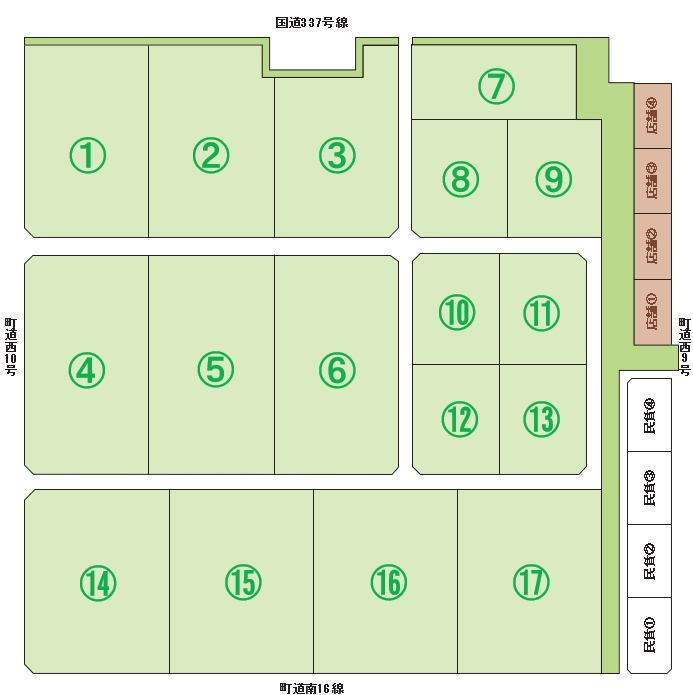 国道337号線
①
②
③
⑦
⑧
⑨
店舗④
店舗③
店舗②
店舗①
町道西10号
町道西9号
④
⑤
⑥
⑩
⑪
⑫
⑬
民貸④
民貸③
民貸②
民貸①
⑭
⑮
⑯
⑰
町道南16線